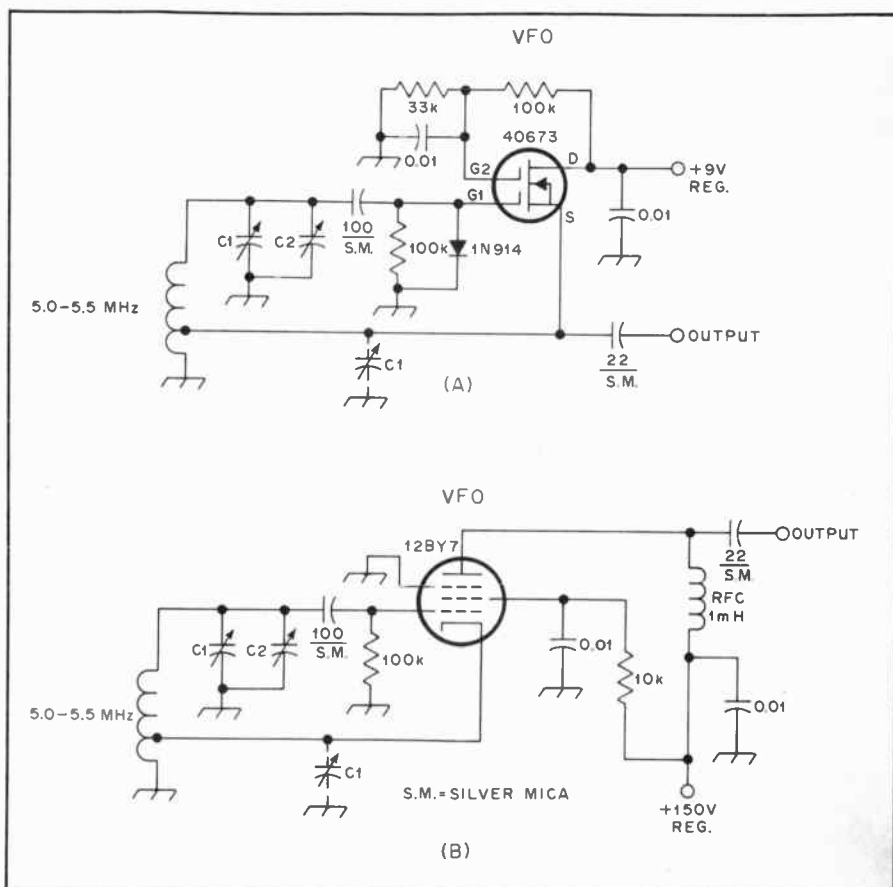 VFO
33k
100k
0.01
40673
G2
D
+9V
REG.
G1
S
0.01
C1
C2
100
S.M.
100k
1N914
5.0-5.5 MHz
C1
22
S.M.
OUTPUT
(A)
VFO
12BY7
22
S.M.
OUTPUT
RFC
1mH
C1
C2
100
S.M.
100k
0.01
10k
0.01
5.0-5.5 MHz
C1
S.M.=SILVER MICA
+150V
REG.
(B)